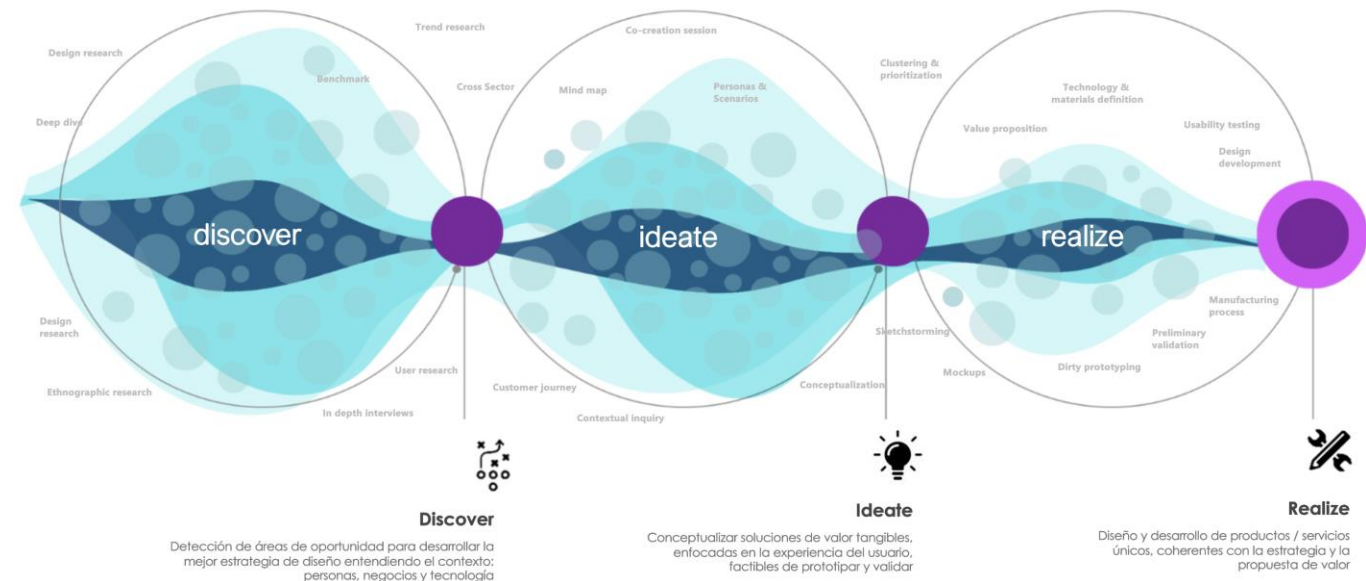 Trend research
Co-creation session
Design research
Clustering &
prioritization
Benchmark
Cross Sector
Mind map
Personas &
Scenarios
Technology &
materials definition
Deep dive
Value proposition
Usability testing
Design
development
discover
ideate
realize
Design
research
Manufacturing
process
Sketchstorming
Preliminary
validation
User research
Mockups
Dirty prototyping
Ethnographic research
Customer journey
Conceptualization
In depth interviews
Contextual inquiry
Discover
Detección de áreas de oportunidad para desarrollar la
mejor estrategia de diseño entendiendo el contexto:
personas, negocios y tecnología
Ideate
Conceptualizar soluciones de valor tangibles,
enfocadas en la experiencia del usuario,
factibles de prototipar y validar
Realize
Diseño y desarrollo de productos / servicios
únicos, coherentes con la estrategia y la
propuesta de valor